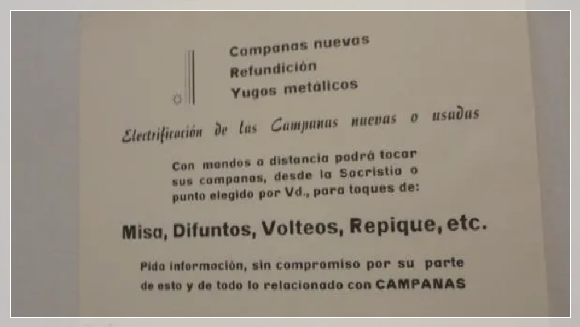 Campanas nuevas
Refundición
Yugos metálicos
Electrificación de las Campanas nuevas o usadas
Con mandos a distancia podrá tocar
sus campanas, desde la Sacristía o
punto elegido por Vd., para toques de:
Misa, Difuntos, Volteos, Repique, etc.
Pida información, sin compromiso por su parte
de esto y de todo lo relacionado con CAMPANAS